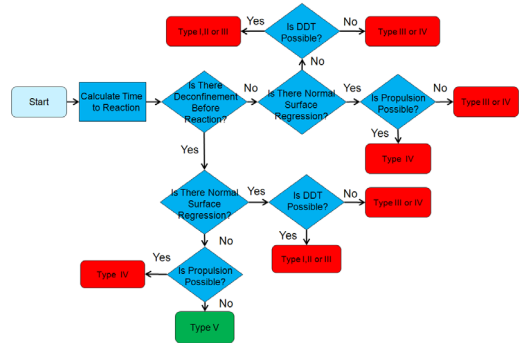 Yes
Type I,II or III
Is DDT
Possible?
No
Type III or IV
No
Start
Calculate Time
to Reaction
Is There
Deconfinement
Before
Reaction?
No
Is There Normal
Surface
Regression?
Yes
Is Propulsion
Possible?
No
Type III or IV
Yes
Type IV
Yes
Is There Normal
Surface
Regression?
Yes
Is DDT
Possible?
No
Type III or IV
Yes
Type I,II or III
No
Is Propulsion
Possible?
Yes
Type IV
No
Type V